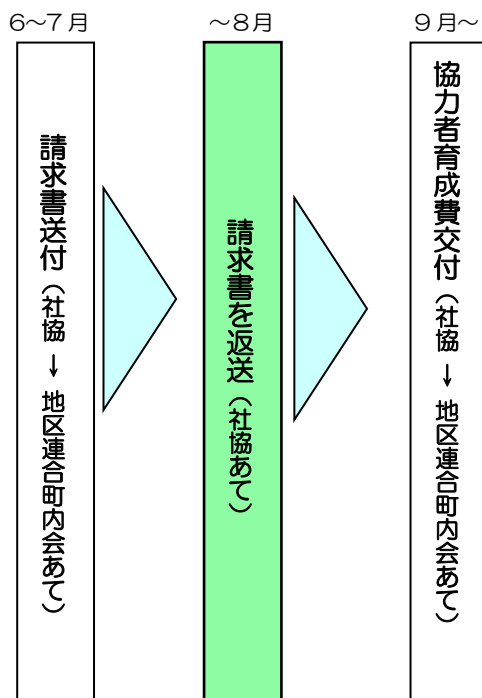 6~7月
請求書送付(社協 → 地区連合町内会あて)
~8月
請求書を返送(社協あて)
9月~
協力者育成費交付(社協 → 地区連合町内会あて)